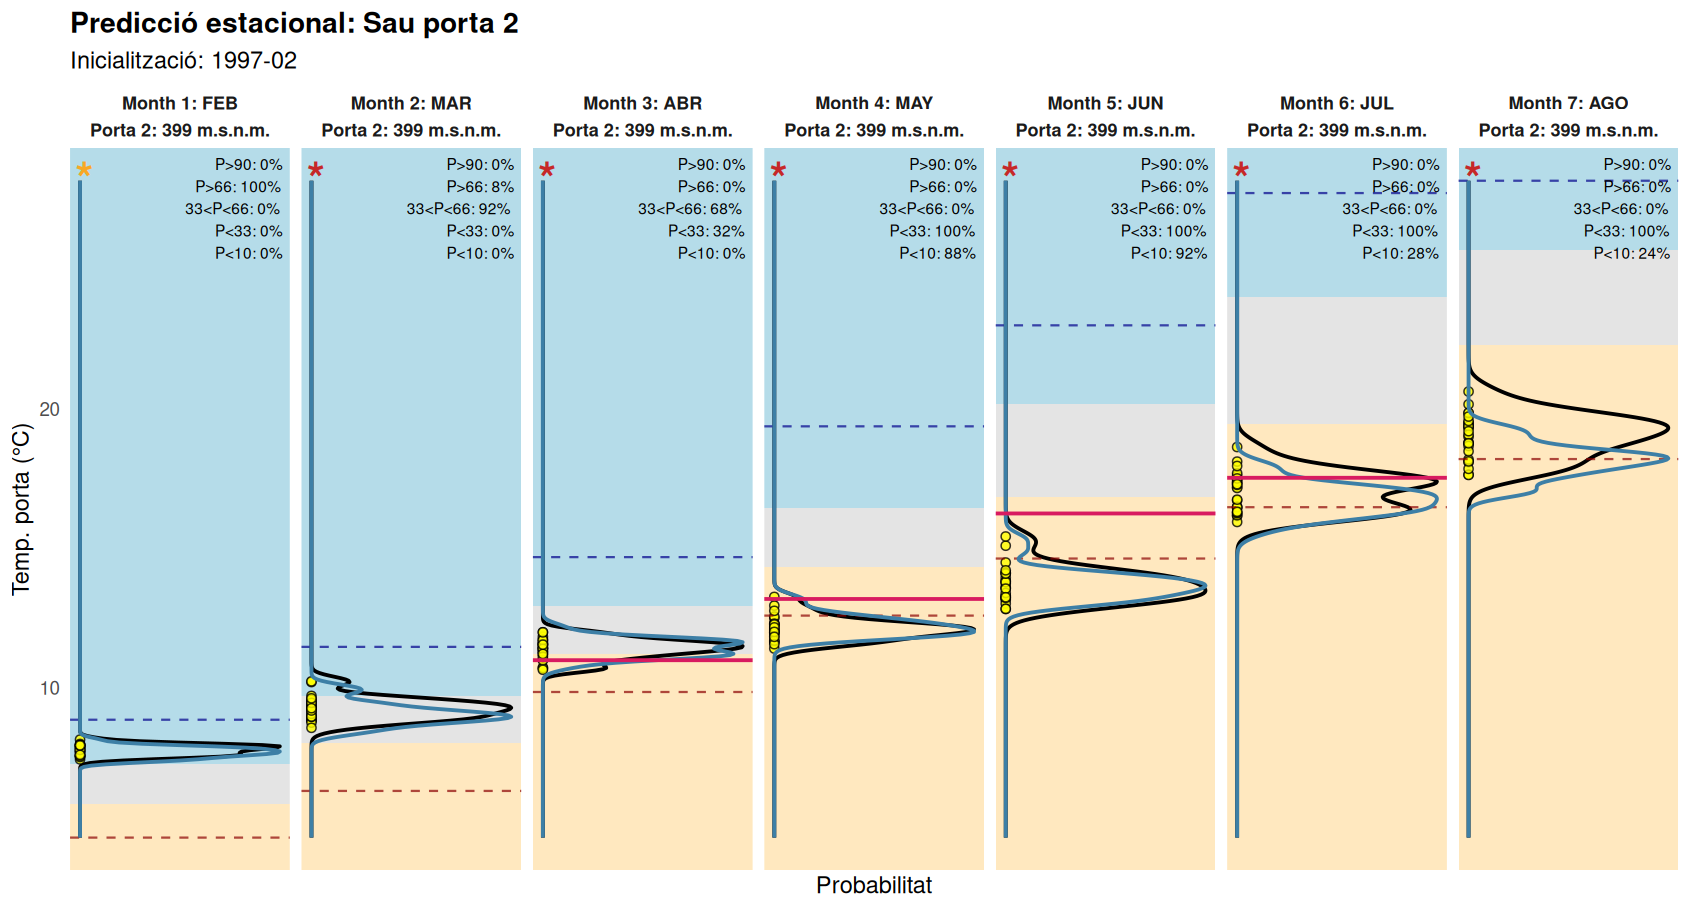 Predicció estacional: Sau porta 2
Inicialització: 1997-02
Month 1: FEB
Porta 2: 399 m.s.n.m.
Month 2: MAR
Porta 2: 399 m.s.n.m.
Month 3: ABR
Porta 2: 399 m.s.n.m.
Month 4: MAY
Porta 2: 399 m.s.n.m.
Month 5: JUN
Porta 2: 399 m.s.n.m.
Month 6: JUL
Porta 2: 399 m.s.n.m.
Month 7: AGO
Porta 2: 399 m.s.n.m.
*
P>90: 0%
P>66: 100%
33<P<66: 0%
P<33: 0%
P<10: 0%
*
P>90: 0%
P>66: 8%
33<P<66: 92%
P<33: 0%
P<10: 0%
*
P>90: 0%
P>66: 0%
33<P<66: 68%
P<33: 32%
P<10: 0%
*
P>90: 0%
P>66: 0%
33<P<66: 0%
P<33: 100%
P<10: 88%
*
P>90: 0%
P>66: 0%
33<P<66: 0%
P<33: 100%
P<10: 92%
*
P>90: 0%
P>66: 0%
33<P<66: 0%
P<33: 100%
P<10: 28%
*
P>90: 0%
P>66: 0%
33<P<66: 0%
P<33: 100%
P<10: 24%
20
10
Temp. porta (°C)
Probabilitat